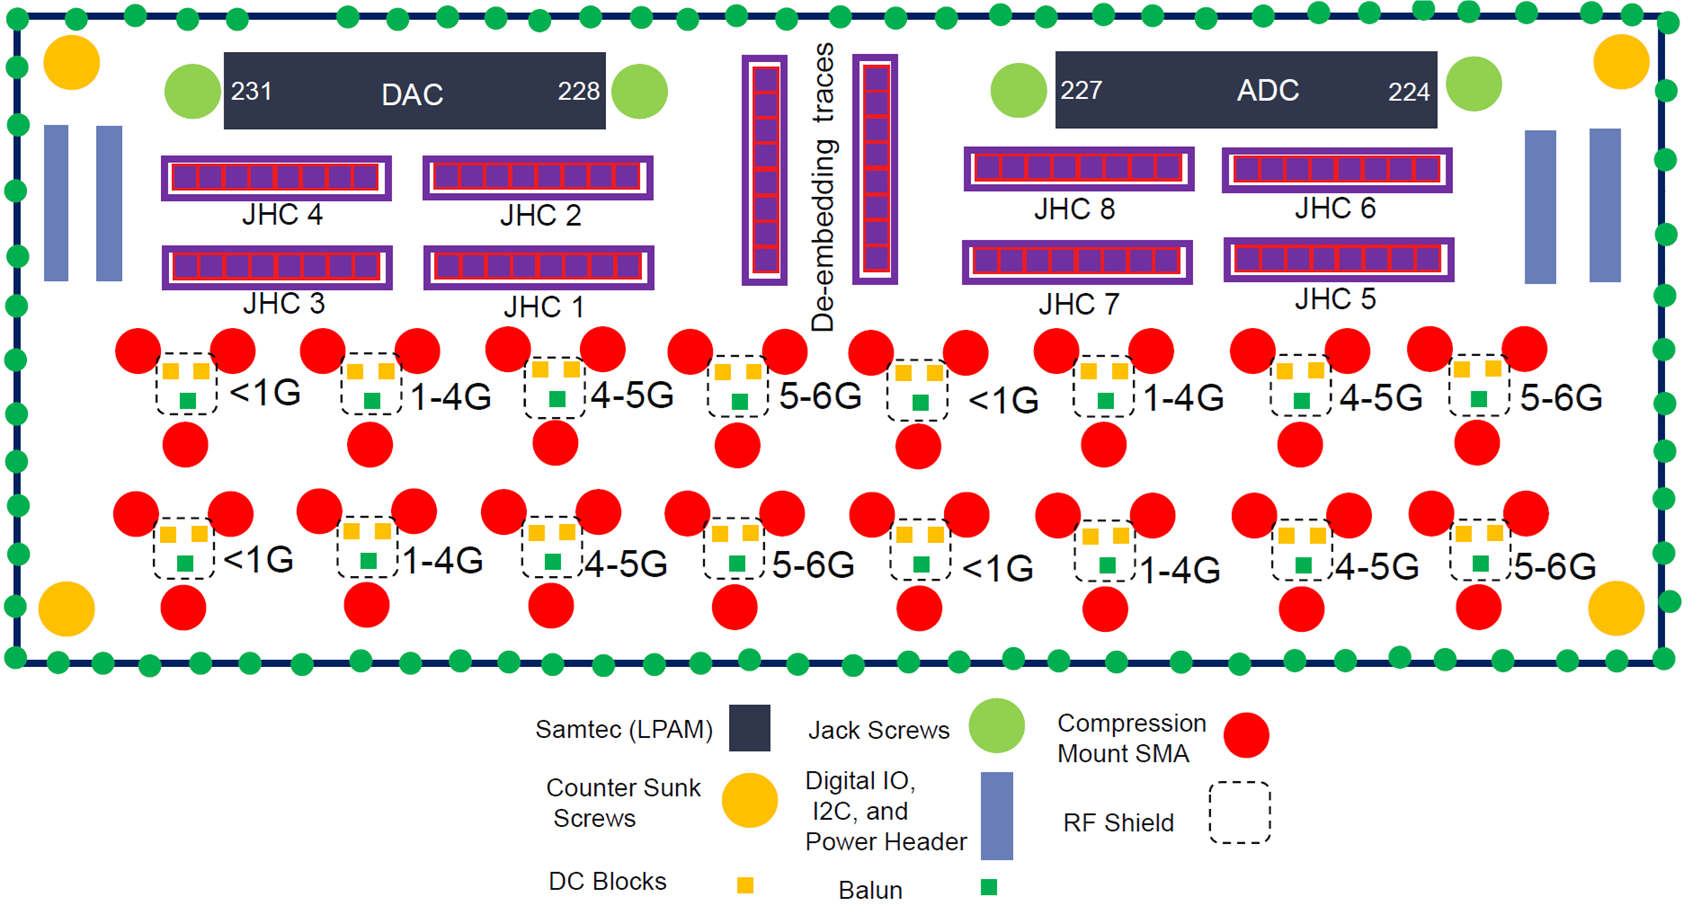 231 DAC 228
De-embedding traces
227 ADC 224
JHC 4
JHC 2
JHC 8
JHC 6
JHC 3
JHC 1
JHC 7
JHC 5
<1G
1-4G
4-5G
5-6G
<1G
1-4G
4-5G
5-6G
<1G
1-4G
4-5G
5-6G
<1G
1-4G
4-5G
5-6G
Samtec (LPAM)
Jack Screws
Compression
Mount SMA
Counter Sunk
Screws
Digital IO,
I2C, and
Power Header
RF Shield
DC Blocks
Balun